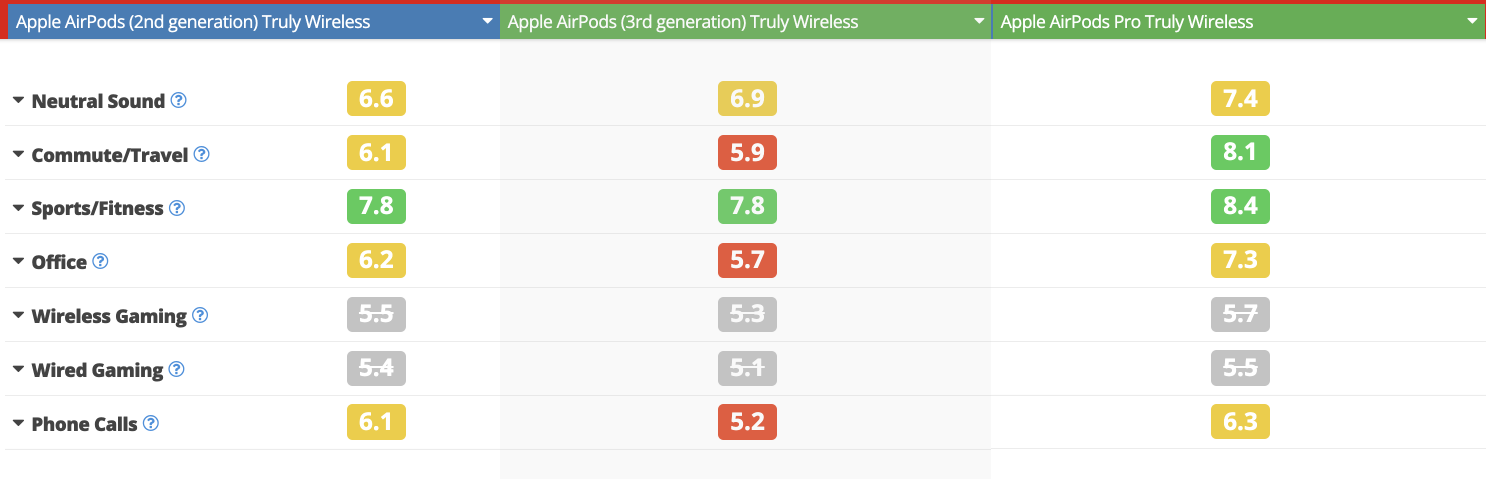 Apple AirPods (2nd generation) Truly Wireless Apple AirPods (3rd generation) Truly Wireless Apple AirPods Pro Truly Wireless
Neutral Sound ? 6.6 6.9 7.4
Commute/Travel ? 6.1 5.9 8.1
Sports/Fitness ? 7.8 7.8 8.4
Office ? 6.2 5.7 7.3
Wireless Gaming ? 5.5 5.3 5.7
Wired Gaming ? 5.4 5.1 5.5
Phone Calls ? 6.1 5.2 6.3